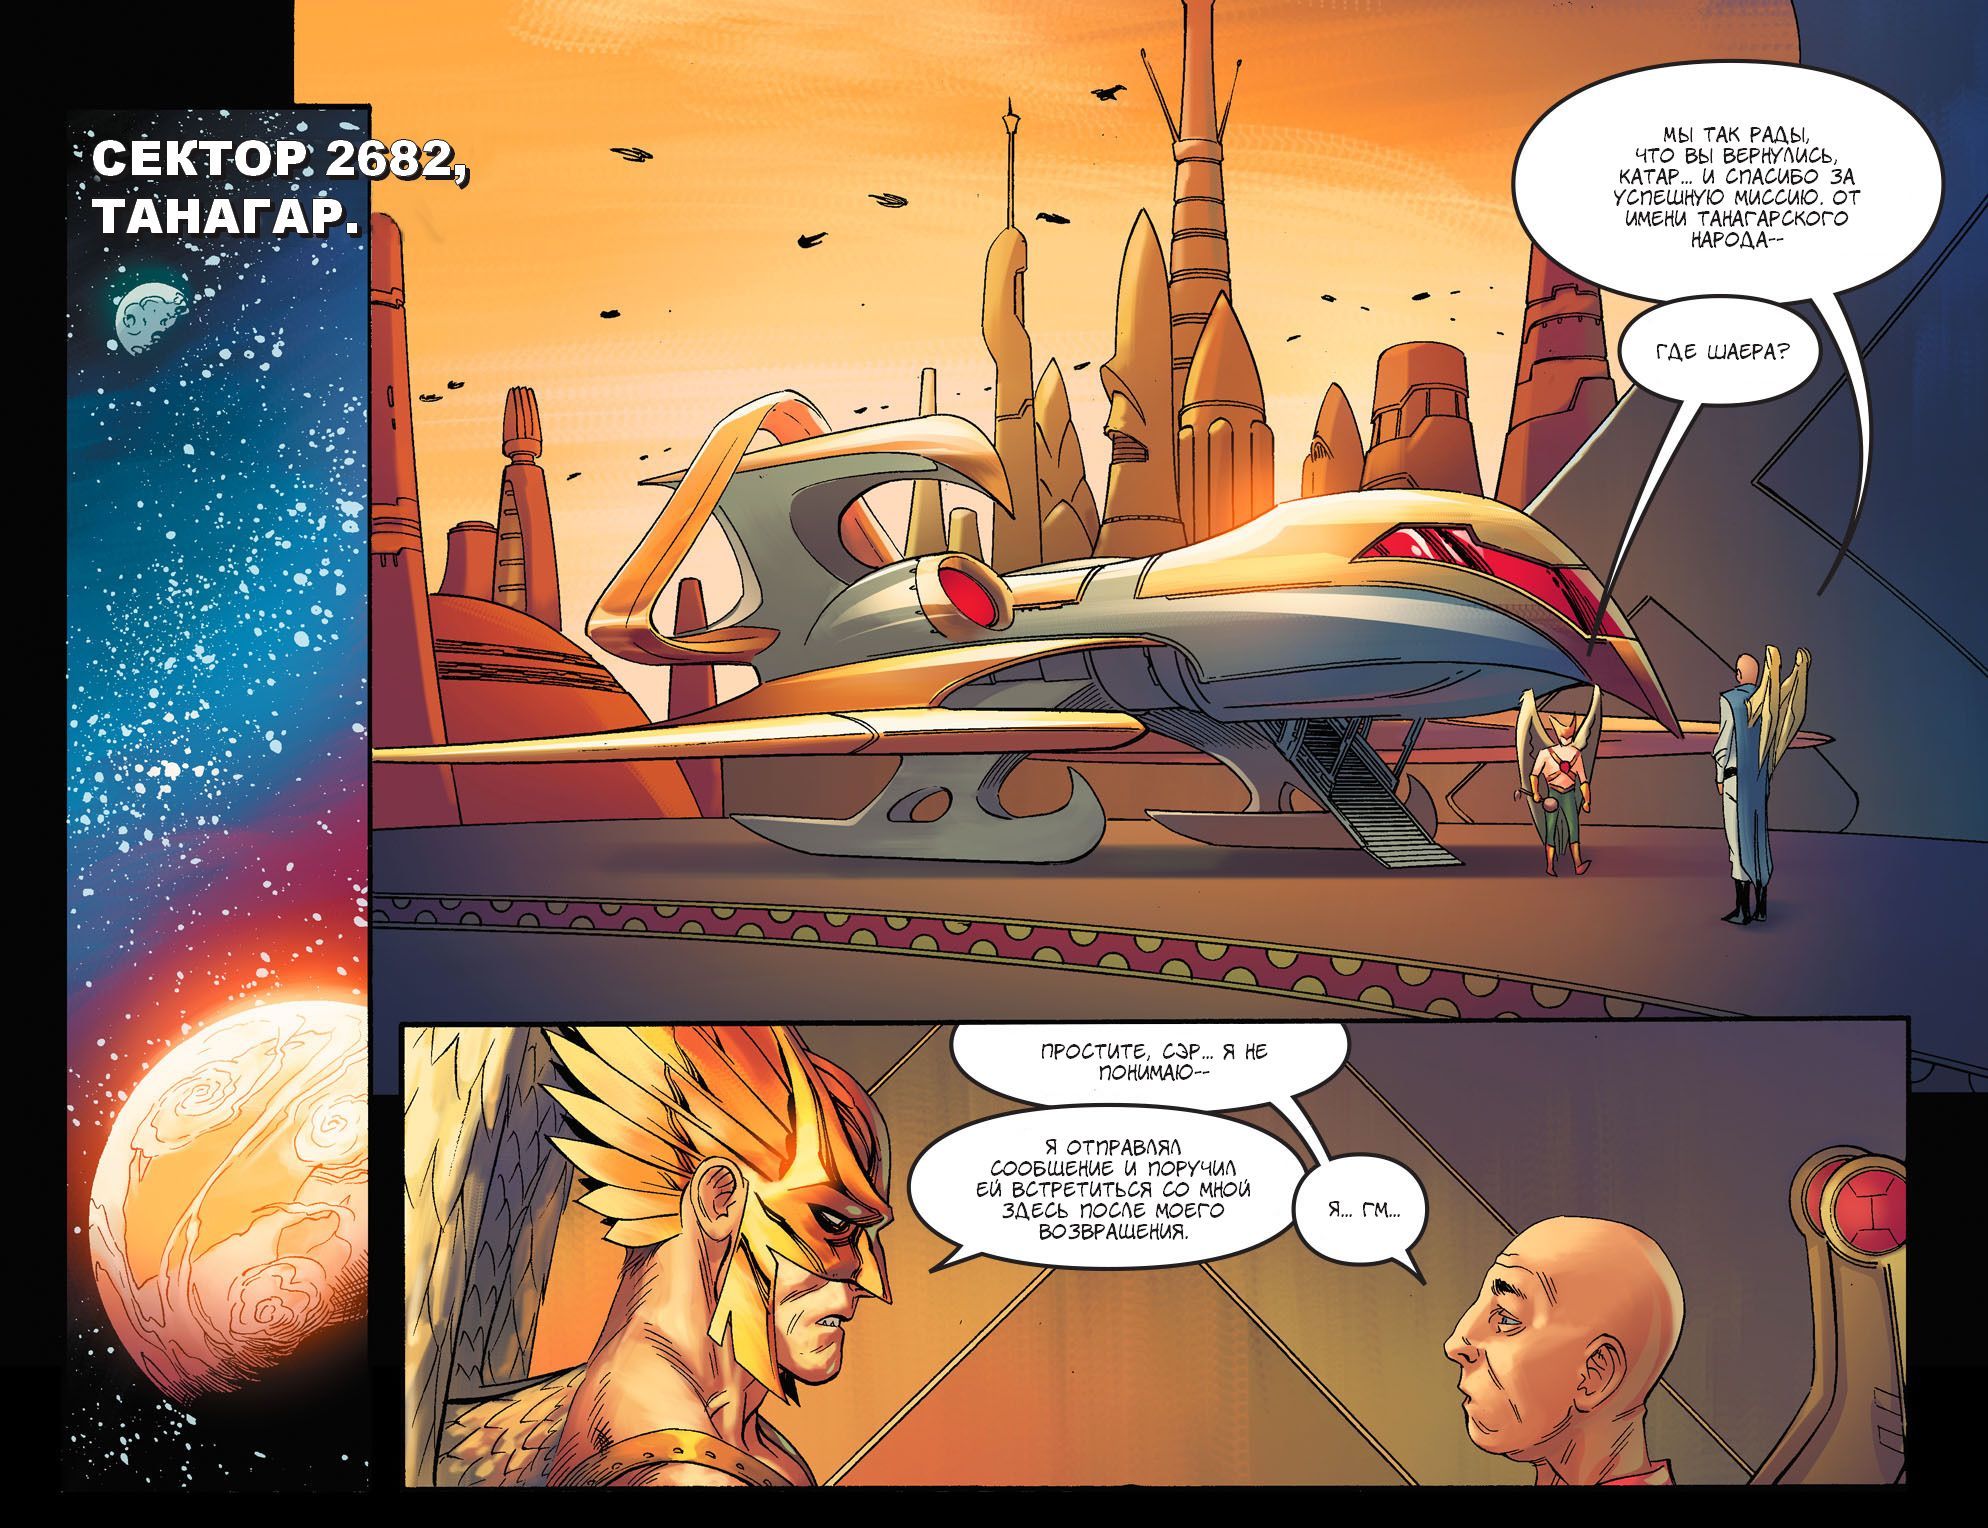 СЕКТОР 2682,
ТАНАГАР.
МЫ ТАК РАДЫ,
ЧТО ВЫ ВЕРНУЛИСЬ,
КАТАР... И СПАСИБО ЗА
УСПЕШНУЮ МИССИЮ. ОТ
ИМЕНИ ТАНАГАРСКОГО
НАРОДА--
ГДЕ ШАЕРА?
ПРОСТИТЕ, СЭР... Я НЕ
ПОНИМАЮ--
Я ОТПРАВЛЯЛ
СООБЩЕНИЕ И ПОРУЧИЛ
ЕЙ ВСТРЕТИТЬСЯ СО МНОЙ
ЗДЕСЬ ПОСЛЕ МОЕГО
ВОЗВРАЩЕНИЯ.
Я... ГМ...